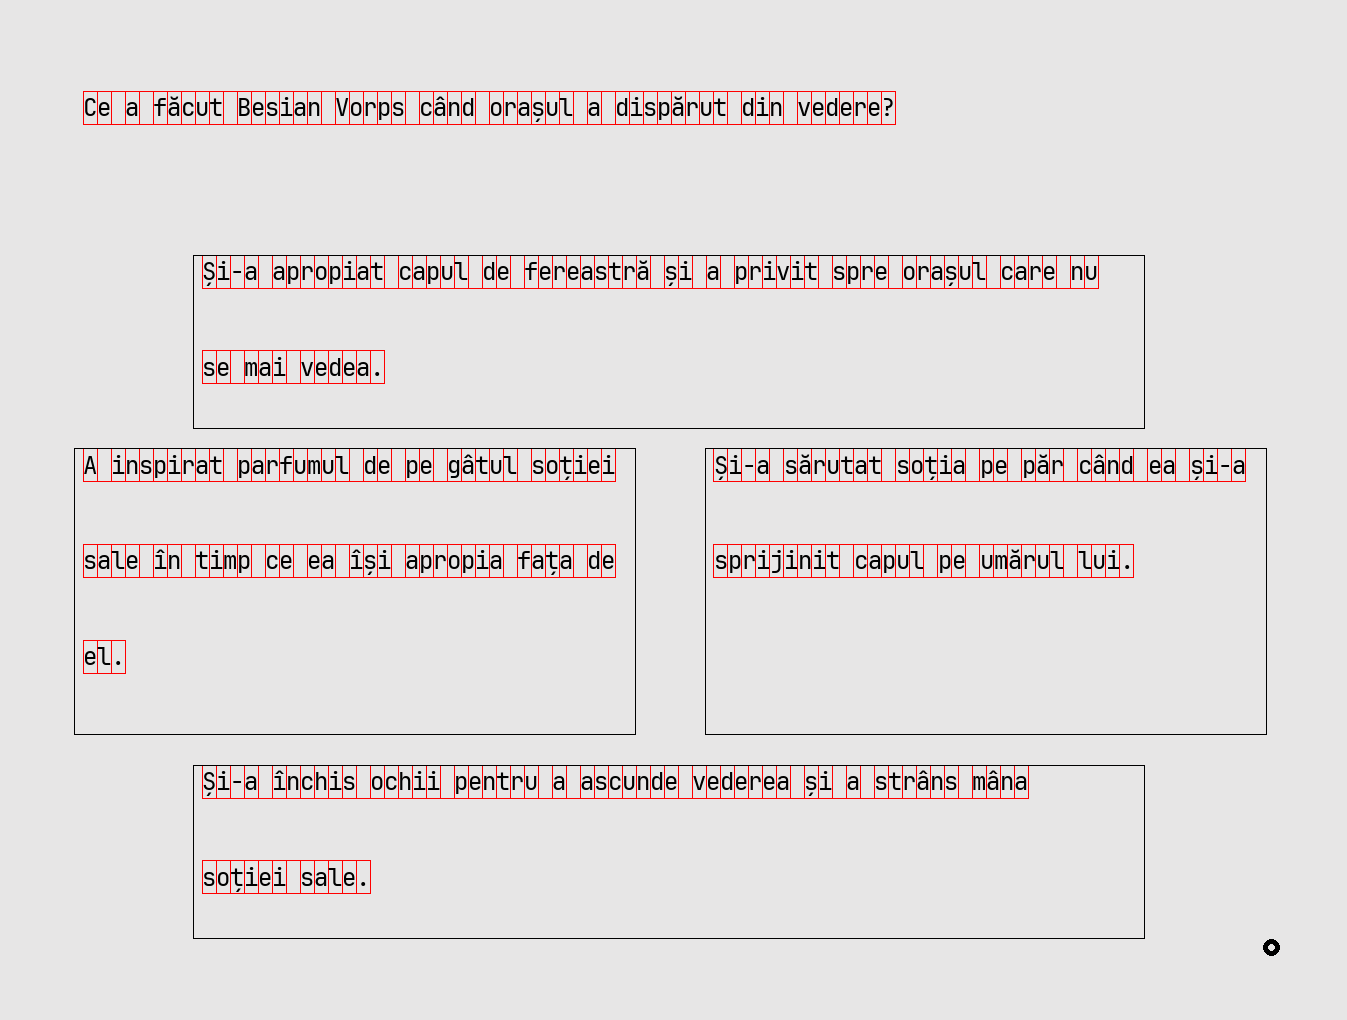 Ce a făcut Besian Vorps când orașul a dispărut din vedere?
Și-a apropiat capul de fereastră și a privit spre orașul care nu
se mai vedea.
A inspirat parfumul de pe gâtul soției
sale în timp ce ea își apropia fața de
el.
Și-a sărutat soția pe păr când ea și-a
sprijinit capul pe umărul lui.
Și-a închis ochii pentru a ascunde vederea și a strâns mâna
soției sale.